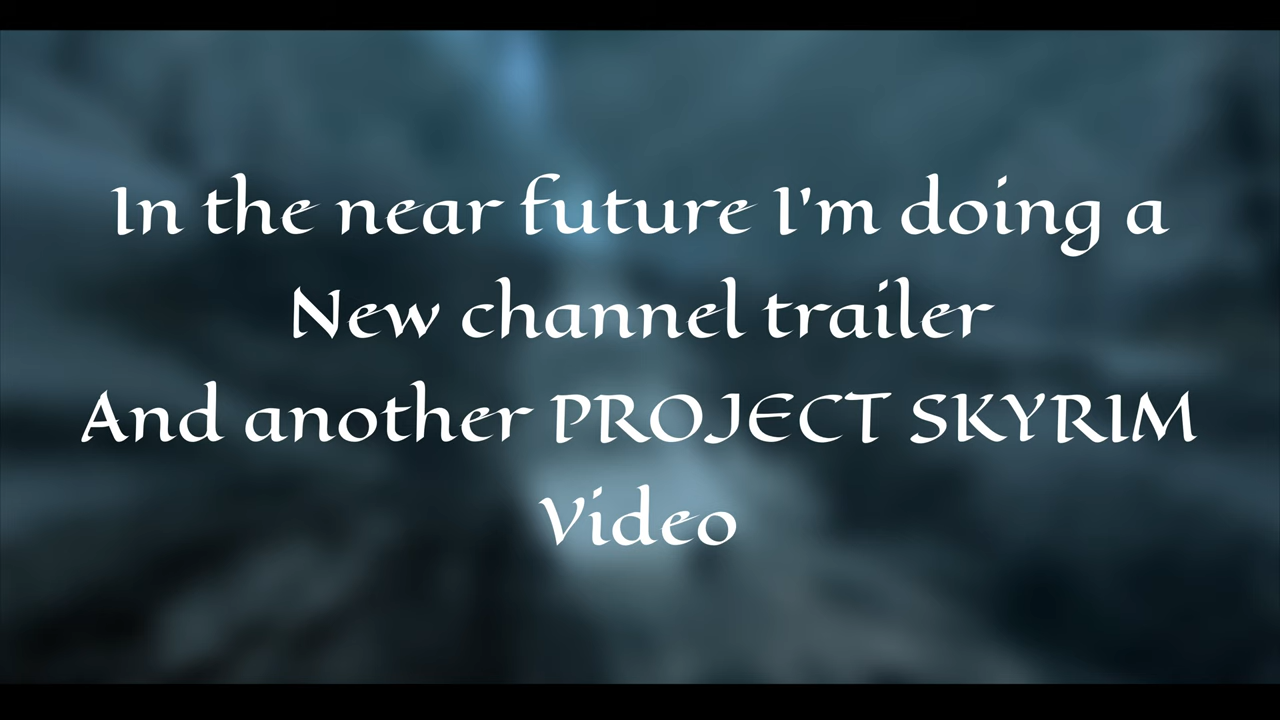 In the near future I'm doing a
New channel trailer
And another PROJECT SKYRIM
Video